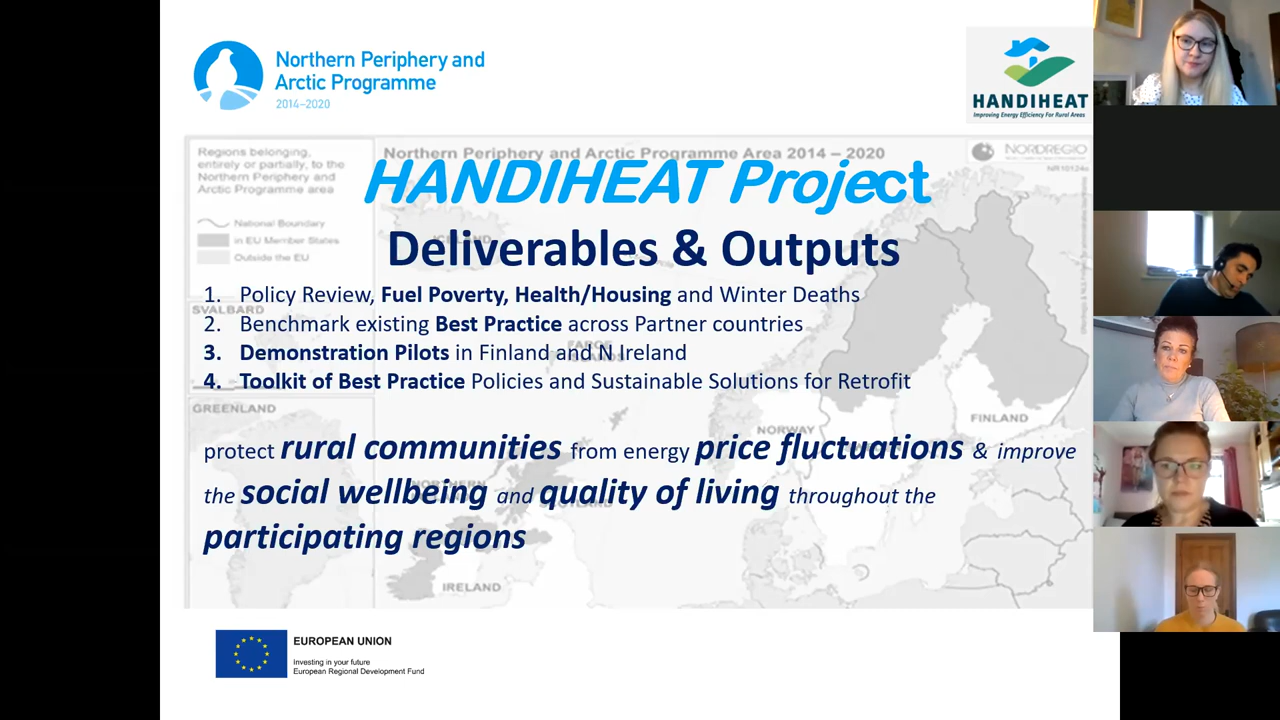 Northern Periphery and
Arctic Programme
2014–2020
HANDIHEAT
Improving Energy Efficiency For Rural Areas
Regions belonging,
entirely or partially, to the
Northern Periphery and
Arctic Programme area
National Boundary
in EU Member States
Outside the EU
Northern Periphery and Arctic Programme Area 2014 – 2020
NORDREGIO
HANDIHEAT Project
Deliverables & Outputs
1. Policy Review, Fuel Poverty, Health/Housing and Winter Deaths
2. Benchmark existing Best Practice across Partner countries
3. Demonstration Pilots in Finland and N Ireland
4. Toolkit of Best Practice Policies and Sustainable Solutions for Retrofit
SVALBARD
GREENLAND
NORWAY
FINLAND
protect rural communities from energy price fluctuations & improve
the social wellbeing and quality of living throughout the
participating regions
IRELAND
EUROPEAN UNION
Investing in your future
European Regional Development Fund